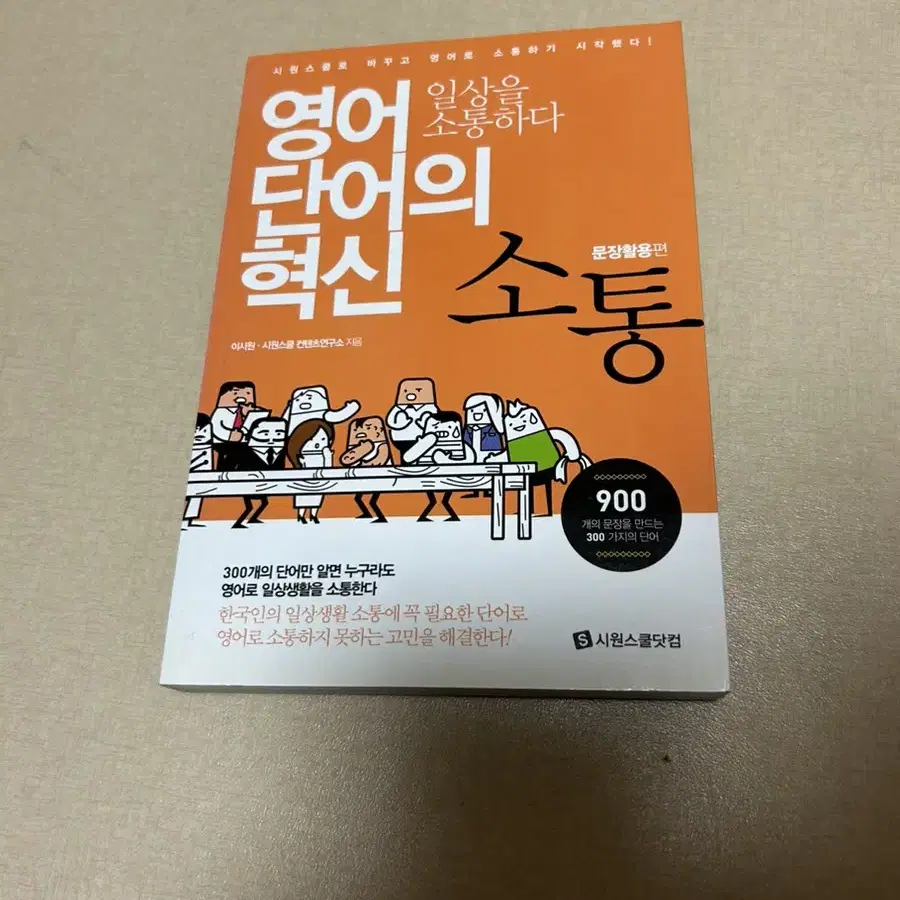 시원스쿨로 바꾸고 영어로 소통하기 시작했다!
영어
단어의
혁신
일상을
소통하다
문장활용편
소통
이시원 · 시원스쿨 컨텐츠연구소 지음
900
개의 문장을 만드는
300 가지의 단어
300개의 단어만 알면 누구라도
영어로 일상생활을 소통한다
한국인의 일상생활 소통에 꼭 필요한 단어로
영어로 소통하지 못하는 고민을 해결한다!
S 시원스쿨닷컴